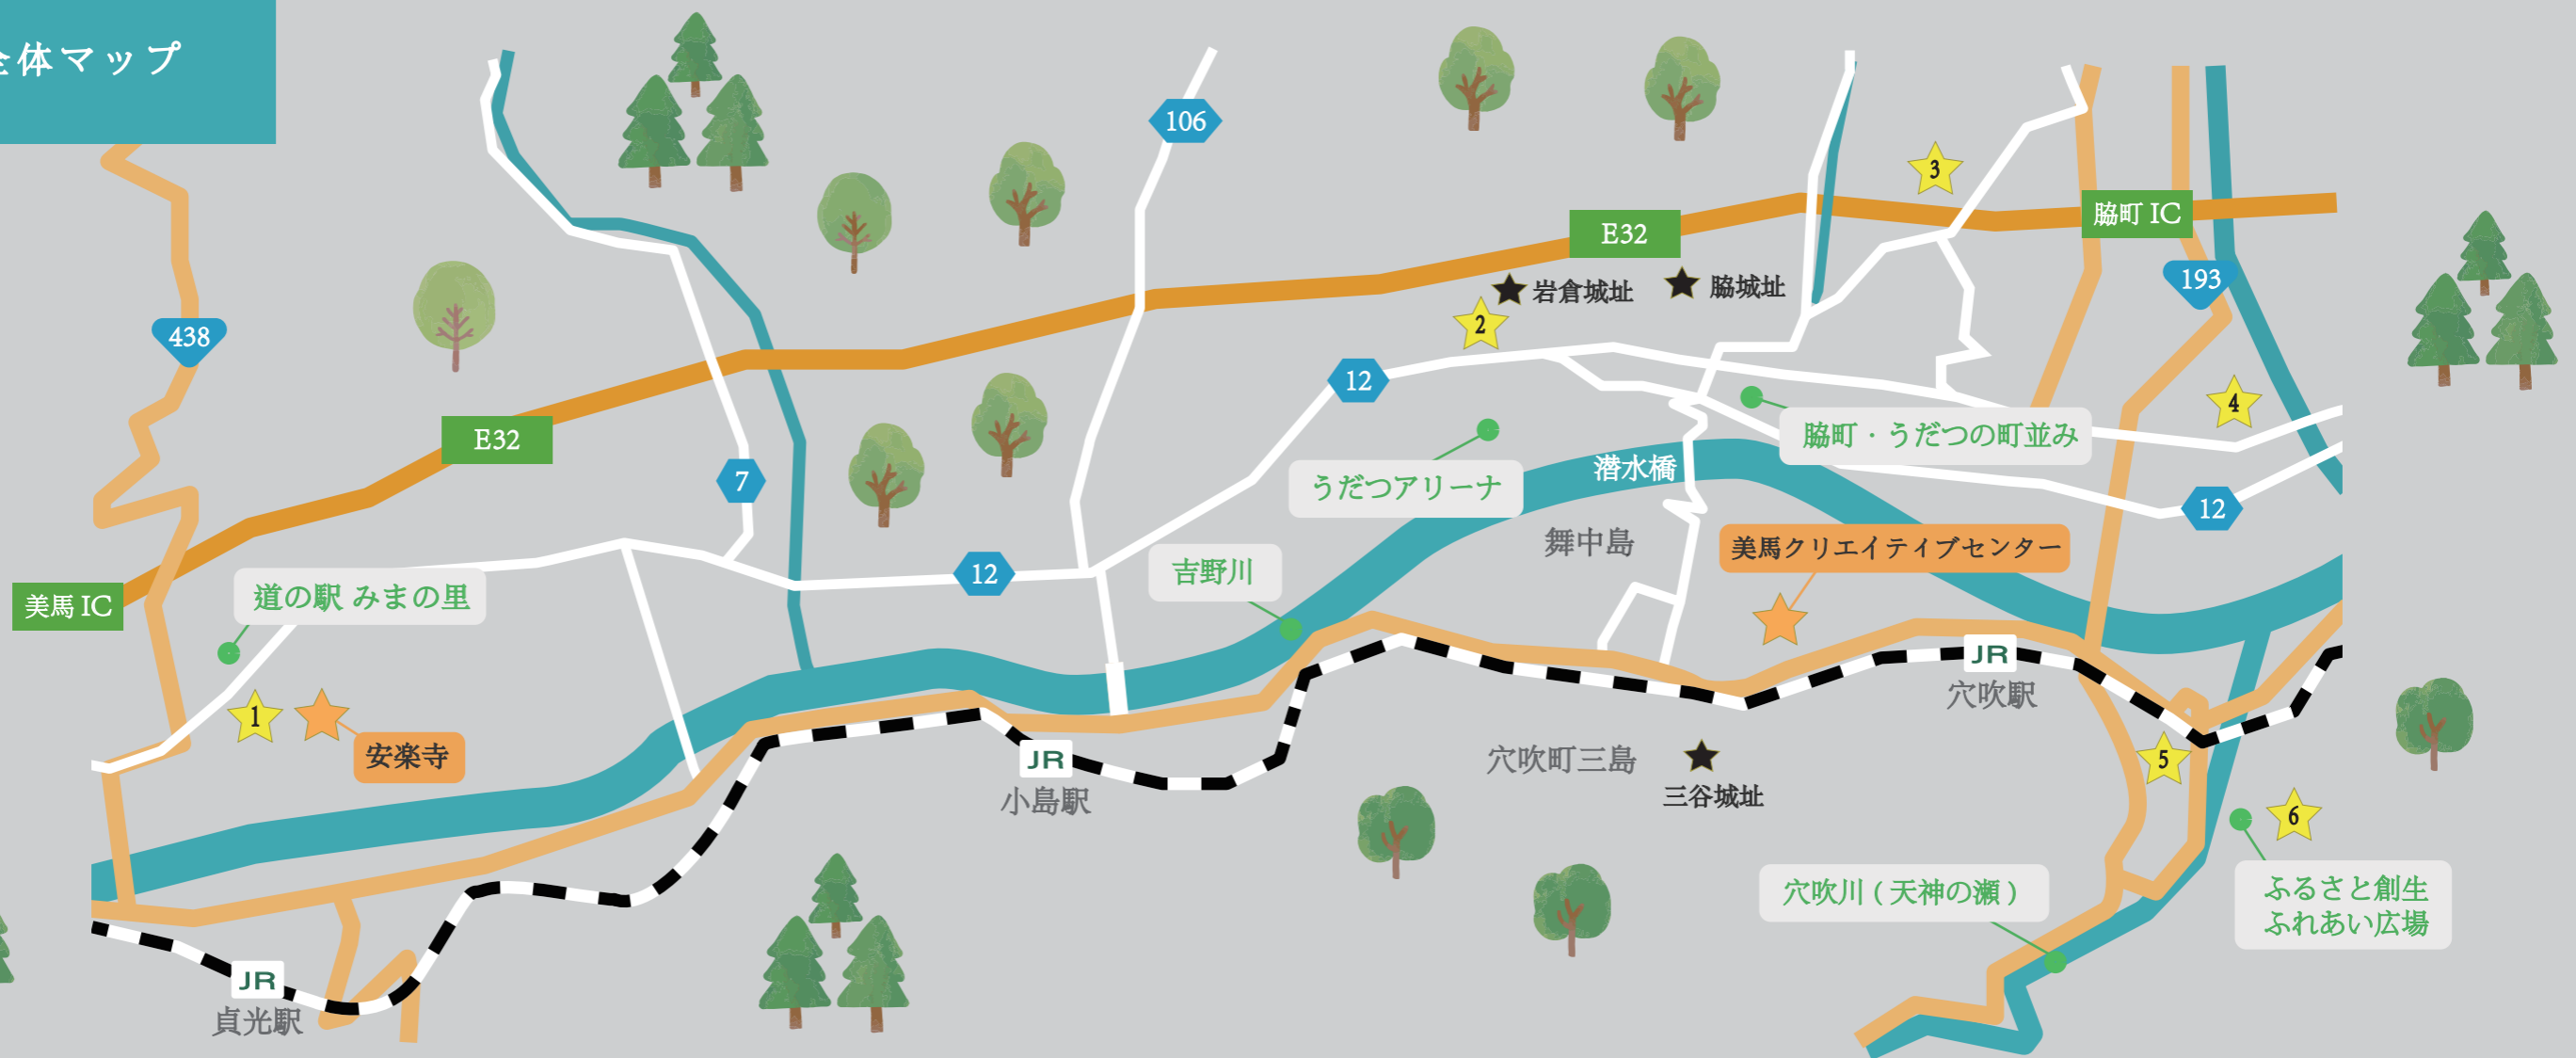 全体マップ
106
3
脇町 IC
E32
193
岩倉城址
脇城址
2
438
12
4
E32
脇町・うだつの町並み
7
うだつアリーナ
潜水橋
12
舞中島
美馬クリエイティブセンター
12
吉野川
美馬 IC
道の駅 みまの里
JR
穴吹駅
1
安楽寺
JR
小島駅
穴吹町三島
三谷城址
5
6
穴吹川 ( 天神の瀬 )
ふるさと創生
ふれあい広場
JR
貞光駅